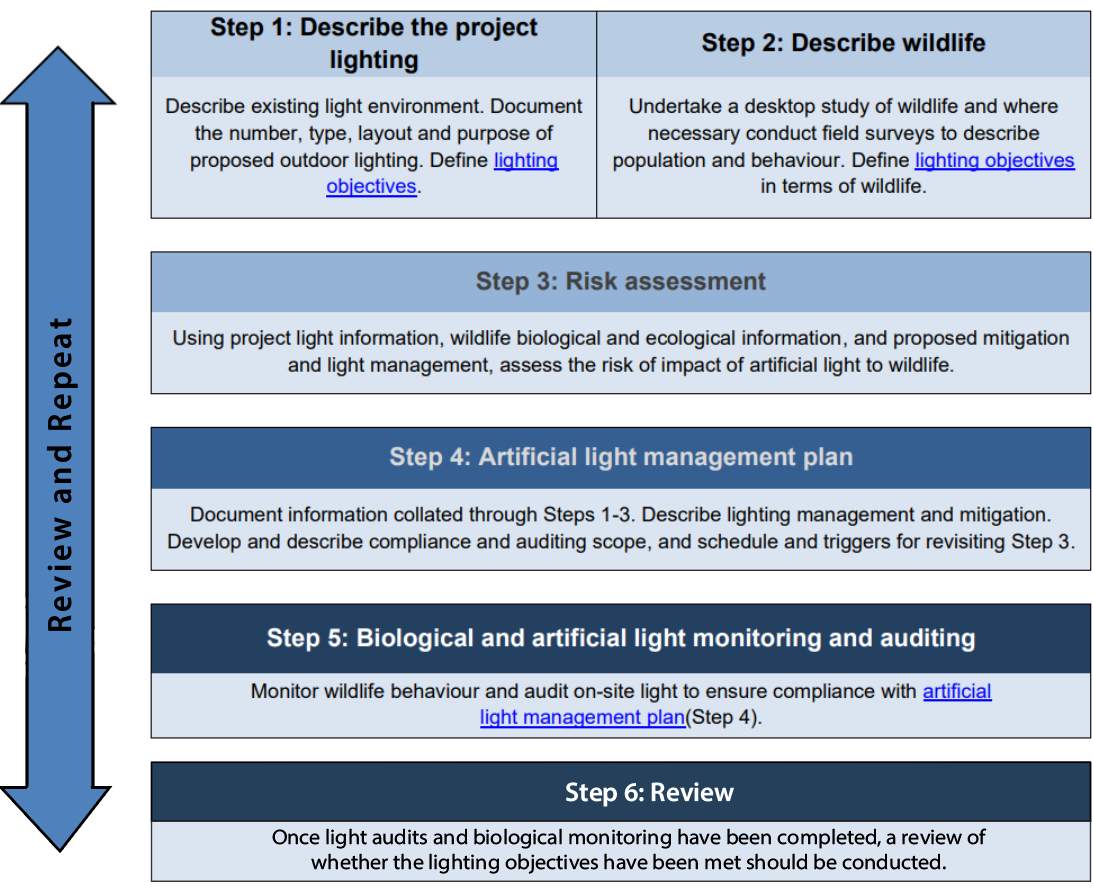 Review and Repeat
Step 1: Describe the project
lighting
Describe existing light environment. Document
the number, type, layout and purpose of
proposed outdoor lighting. Define lighting
objectives.
Step 2: Describe wildlife
Undertake a desktop study of wildlife and where
necessary conduct field surveys to describe
population and behaviour. Define lighting objectives
in terms of wildlife.
Step 3: Risk assessment
Using project light information, wildlife biological and ecological information, and proposed mitigation
and light management, assess the risk of impact of artificial light to wildlife.
Step 4: Artificial light management plan
Document information collated through Steps 1-3. Describe lighting management and mitigation.
Develop and describe compliance and auditing scope, and schedule and triggers for revisiting Step 3.
Step 5: Biological and artificial light monitoring and auditing
Monitor wildlife behaviour and audit on-site light to ensure compliance with artificial
light management plan(Step 4).
Step 6: Review
Once light audits and biological monitoring have been completed, a review of
whether the lighting objectives have been met should be conducted.